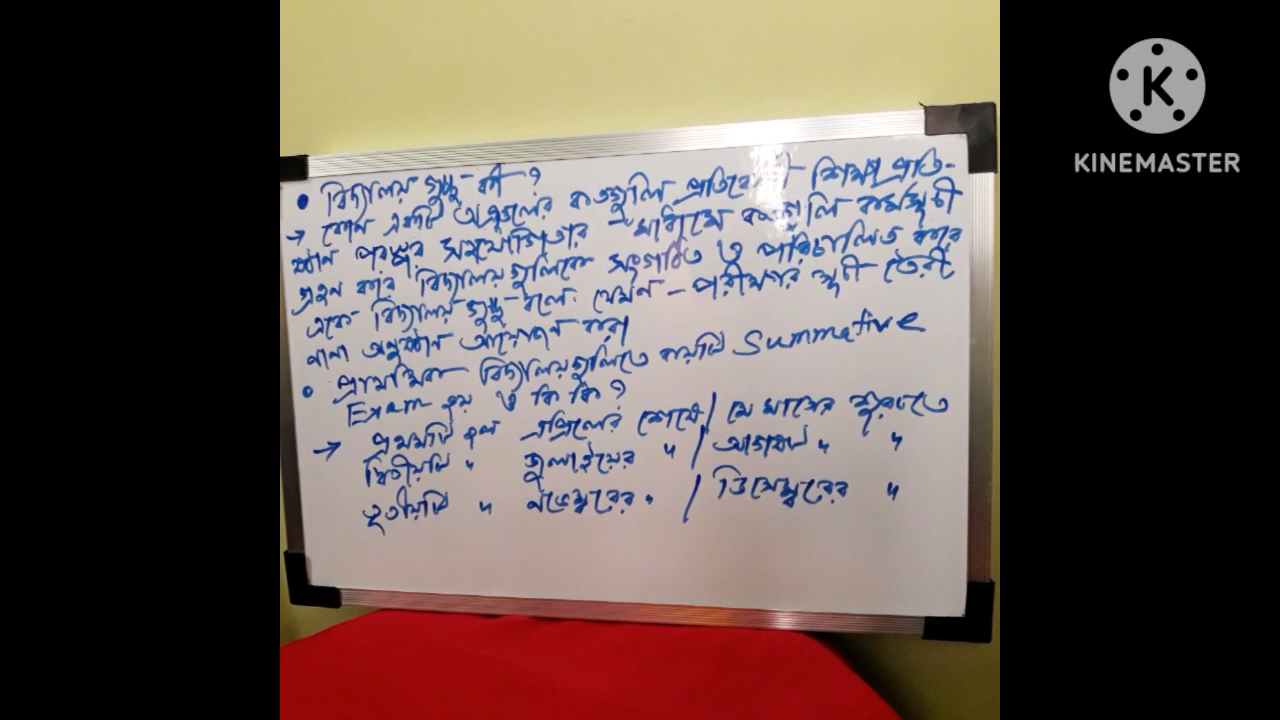 • বিদ্যালয় গুচ্ছ কী ?
→ কোন একটি অঞ্চলের কতগুলি প্রতিবেশী শিক্ষা প্রতি-
ষ্ঠান পরস্পর সহযোগিতার মাধ্যমে কতগুলি কর্মসূচী
গ্রহন করে বিদ্যালয়গুলিকে সংগঠিত ও পরিচালিত করে
একে বিদ্যালয় গুচ্ছ বলে। যেমন - পরীক্ষার সূচী তৈরী,
নানা অনুষ্ঠান আয়োজন করা।
• প্রাথমিক বিদ্যালয়গুলিতে কয়টি Summative
Exam হয় ও কি কি ?
→ প্রথমটি হল এপ্রিলের শেষে / মে মাসের শুরুতে
দ্বিতীয়টি " জুলাইয়ের " / আগষ্ট " "
তৃতীয়টি " নভেম্বরের " / ডিসেম্বরের "
KINEMASTER